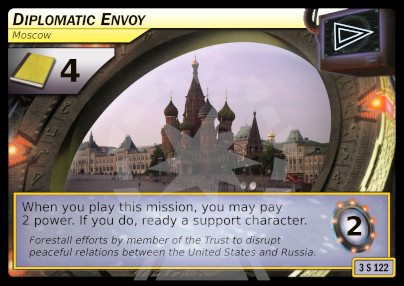 DIPLOMATIC ENVOY
Moscow
4
When you play this mission, you may pay
2 power. If you do, ready a support character.
Forestall efforts by member of the Trust to disrupt
peaceful relations between the United States and Russia.
2
3 S 122